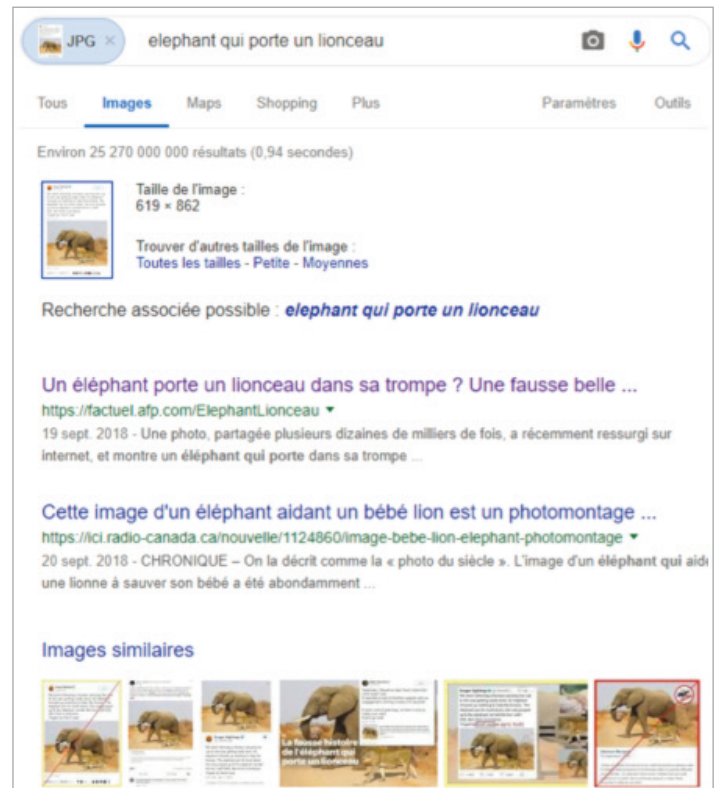 JPG × elephant qui porte un lionceau
Tous Images Maps Shopping Plus Paramètres Outils
Environ 25 270 000 000 résultats (0,94 secondes)
Taille de l'image :
619 × 862
Trouver d'autres tailles de l'image :
Toutes les tailles - Petite - Moyennes
Recherche associée possible : elephant qui porte un lionceau
Un éléphant porte un lionceau dans sa trompe ? Une fausse belle ...
https://factuel.afp.com/ElephantLionceau
19 sept. 2018 - Une photo, partagée plusieurs dizaines de milliers de fois, a récemment ressurgi sur
internet, et montre un éléphant qui porte dans sa trompe ...
Cette image d'un éléphant aidant un bébé lion est un photomontage ...
https://ici.radio-canada.ca/nouvelle/1124860/image-bebe-lion-elephant-photomontage
20 sept. 2018 - CHRONIQUE – On la décrit comme la « photo du siècle ». L'image d'un éléphant qui aide
une lionne à sauver son bébé a été abondamment ...
Images similaires
La fausse histoire
de l'éléphant qui